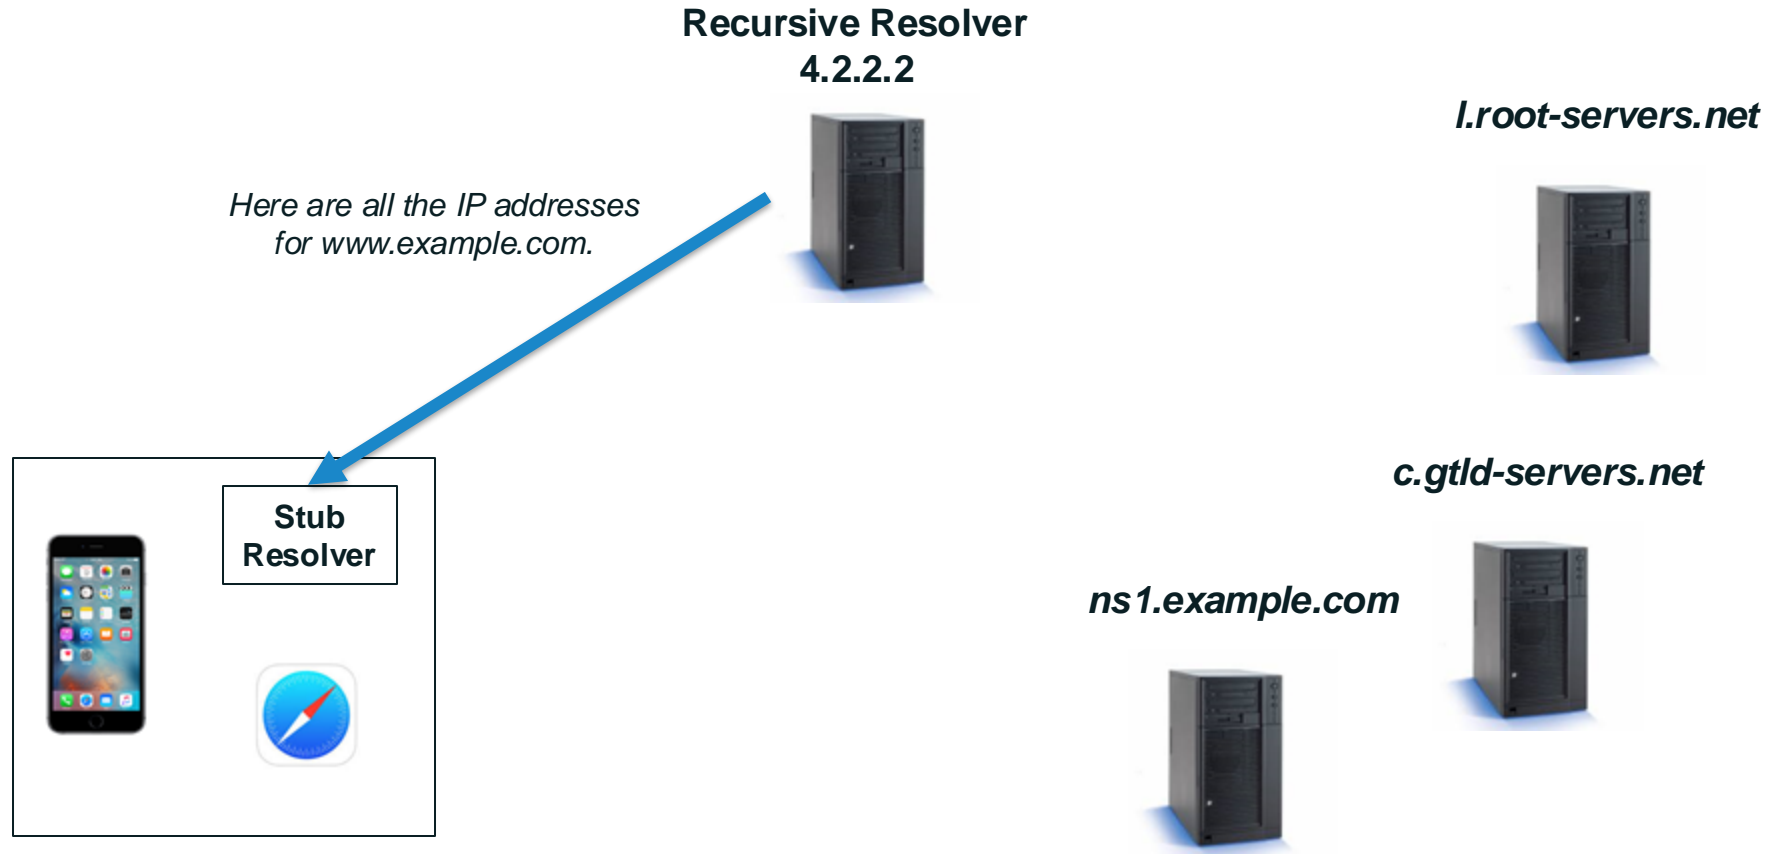 Recursive Resolver
4.2.2.2
l.root-servers.net
Here are all the IP addresses
for www.example.com.
c.gtld-servers.net
Stub
Resolver
ns1.example.com